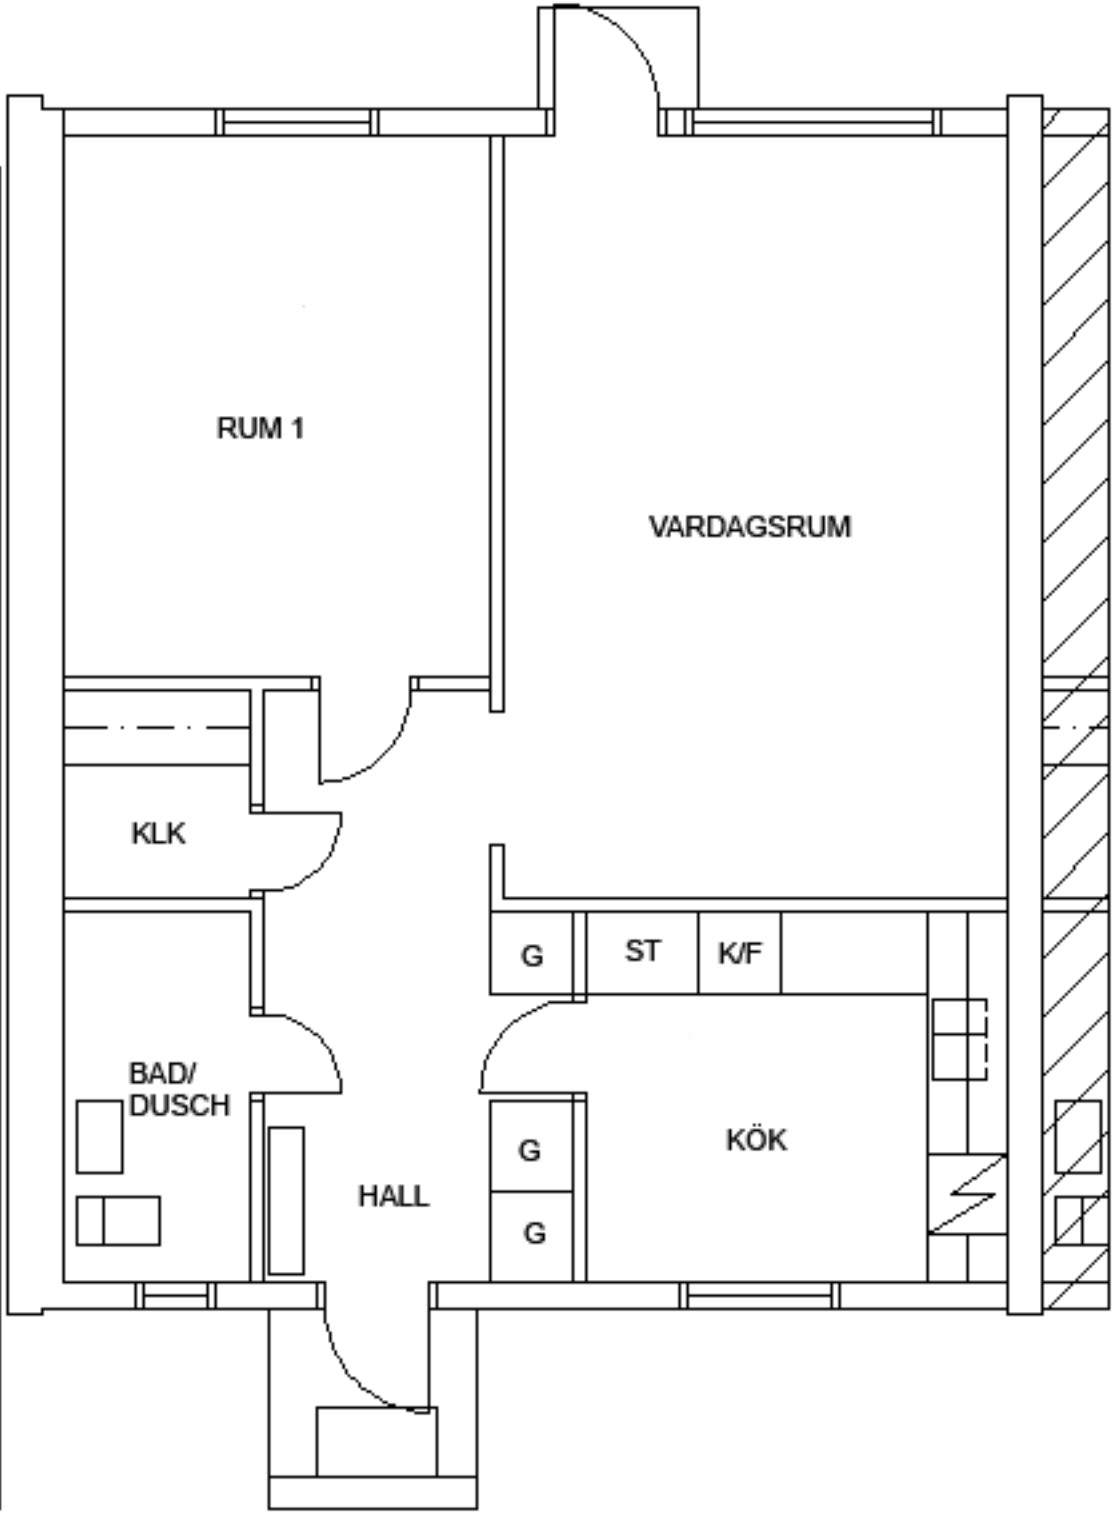 RUM 1
VARDAGSRUM
KLK
G
ST
K/F
BAD/
DUSCH
KÖK
G
HALL
G